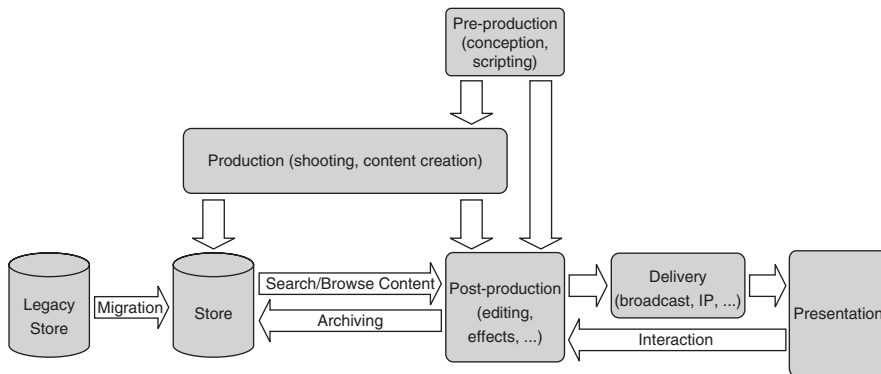 Pre-production
(conception,
scripting)
Production (shooting, content creation)
Legacy
Store
Migration
Store
Search/Browse Content
Archiving
Post-production
(editing,
effects, ...)
Delivery
(broadcast, IP, ...)
Interaction
Presentation